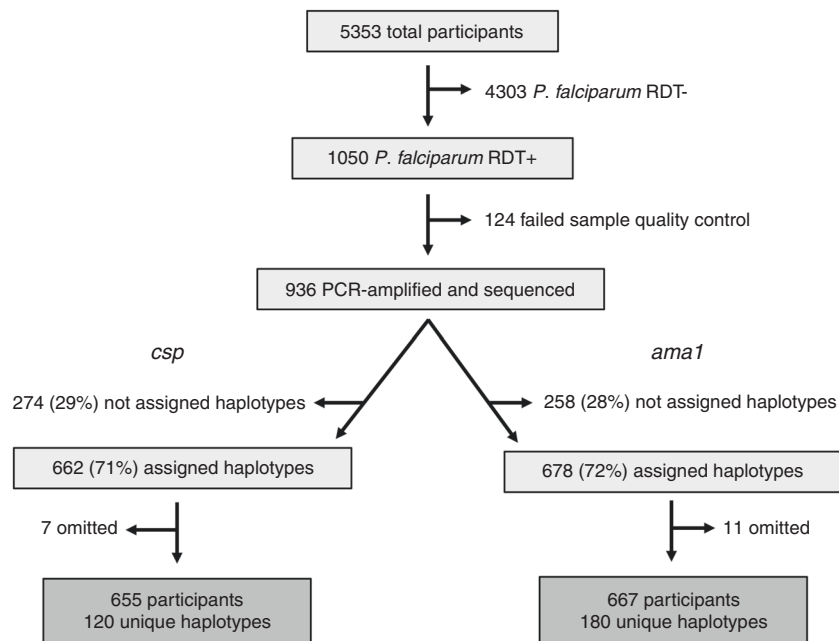 5353 total participants
4303 P. falciparum RDT-
1050 P. falciparum RDT+
124 failed sample quality control
936 PCR-amplified and sequenced
csp
ama1
274 (29%) not assigned haplotypes
258 (28%) not assigned haplotypes
662 (71%) assigned haplotypes
678 (72%) assigned haplotypes
7 omitted
11 omitted
655 participants
120 unique haplotypes
667 participants
180 unique haplotypes